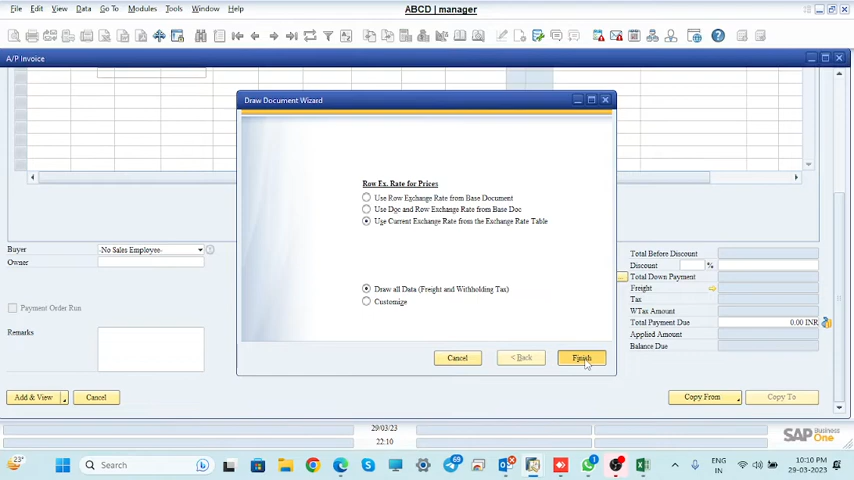 File Edit View Data Go To Modules Tools Window Help
ABCD | manager
A/P Invoice
Draw Document Wizard
Row Ex. Rate for Prices
Use Row Exchange Rate from Base Document
Use Doc and Row Exchange Rate from Base Doc
Use Current Exchange Rate from the Exchange Rate Table
Draw all Data (Freight and Withholding Tax)
Customize
Cancel < Back Finish
Buyer -No Sales Employee-
Owner
Payment Order Run
Remarks
Total Before Discount
Discount %
Total Down Payment
Freight
Tax
WTax Amount
Total Payment Due 0.00 INR
Applied Amount
Balance Due
Add & View Cancel
Copy From Copy To
29/03/23
22:10
SAP Business One
23°
Search
69
1
ENG
IN
10:10 PM
29-03-2023